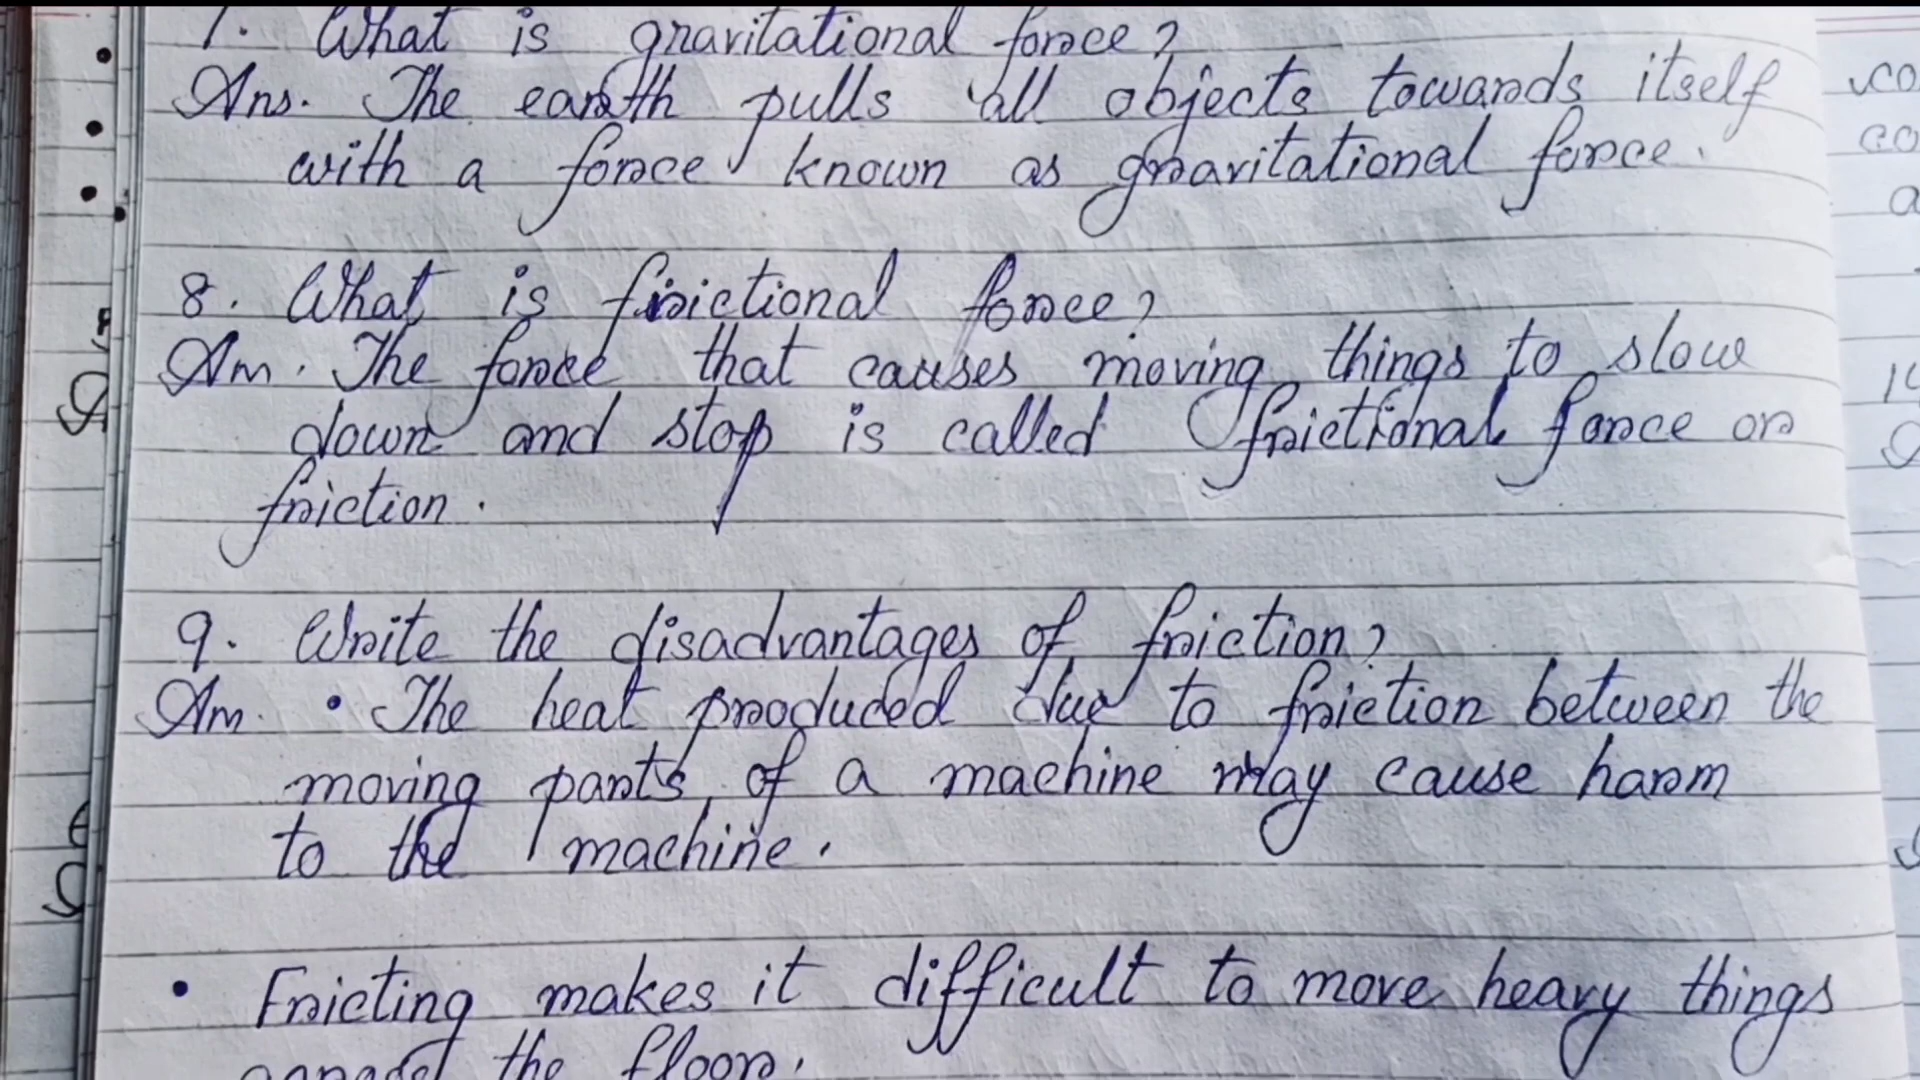 7. What is gravitational force?
Ans. The earth pulls all objects towards itself
with a force known as gravitational force.
8. What is frictional force?
Ans. The force that causes moving things to slow
down and stop is called frictional force or
friction.
9. Write the disadvantages of friction?
Ans. • The heat produced due to friction between the
moving parts of a machine may cause harm
to the machine.
• Fricting makes it difficult to move heavy things
the floor.